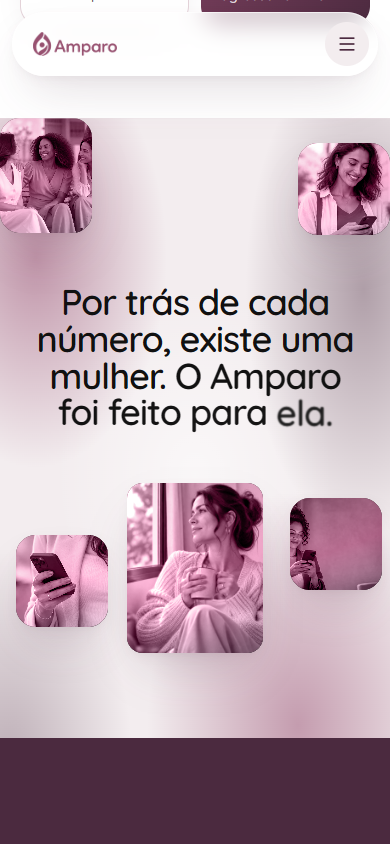 Amparo
Por trás de cada
número, existe uma
mulher. O Amparo
foi feito para ela.